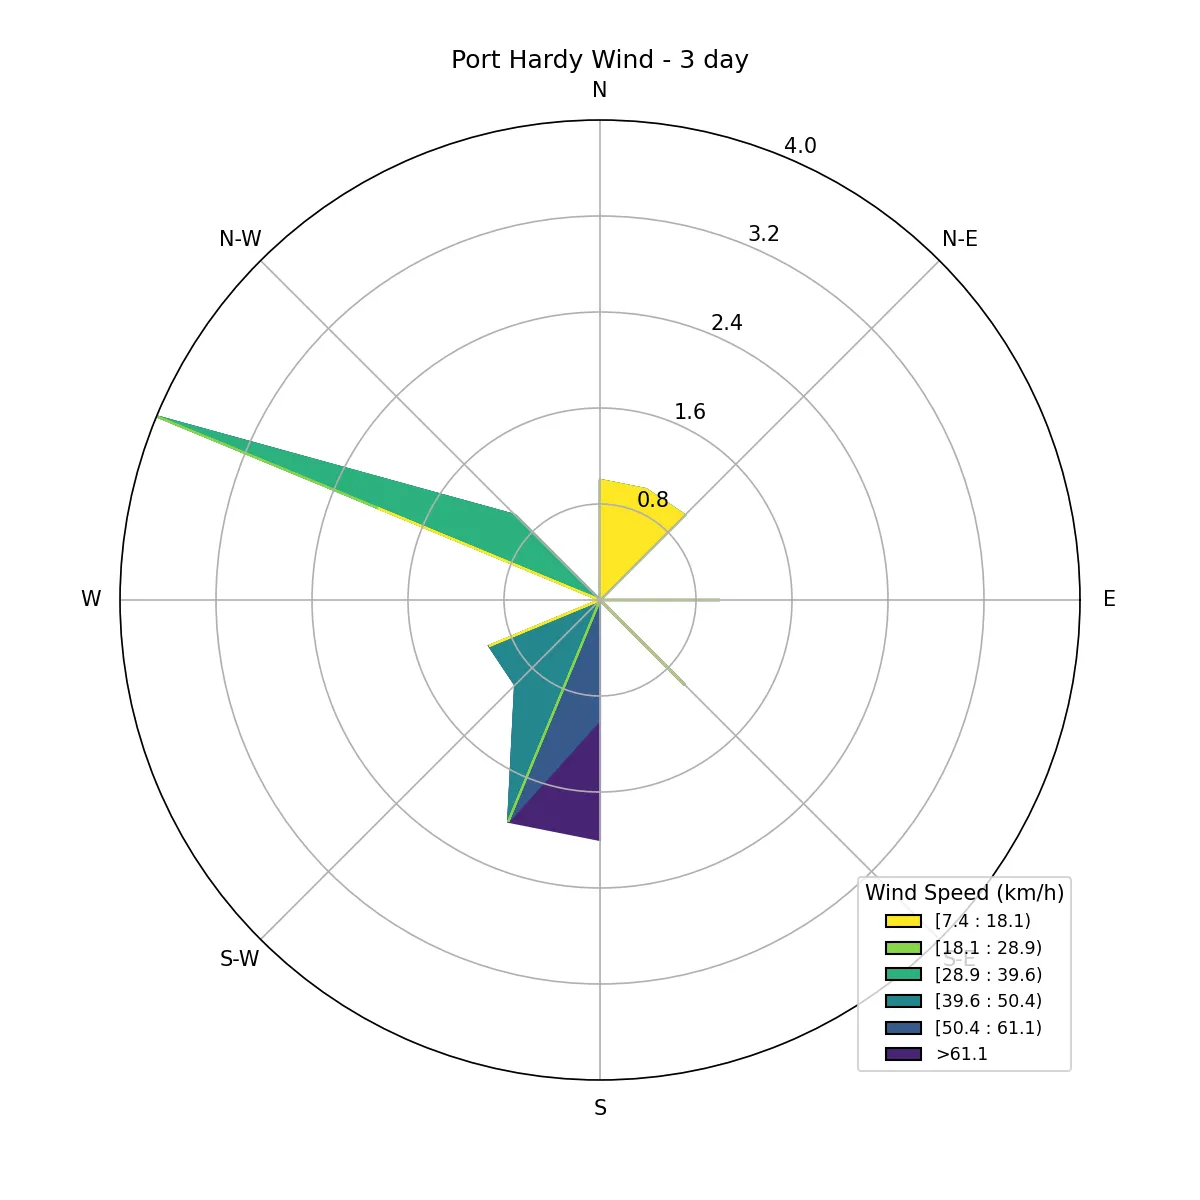 Port Hardy Wind - 3 day
N
4.0
N-W
3.2
N-E
2.4
1.6
0.8
W
E
Wind Speed (km/h)
[7.4 : 18.1)
[18.1 : 28.9)
S-W
S-E
[28.9 : 39.6)
[39.6 : 50.4)
[50.4 : 61.1)
>61.1
S